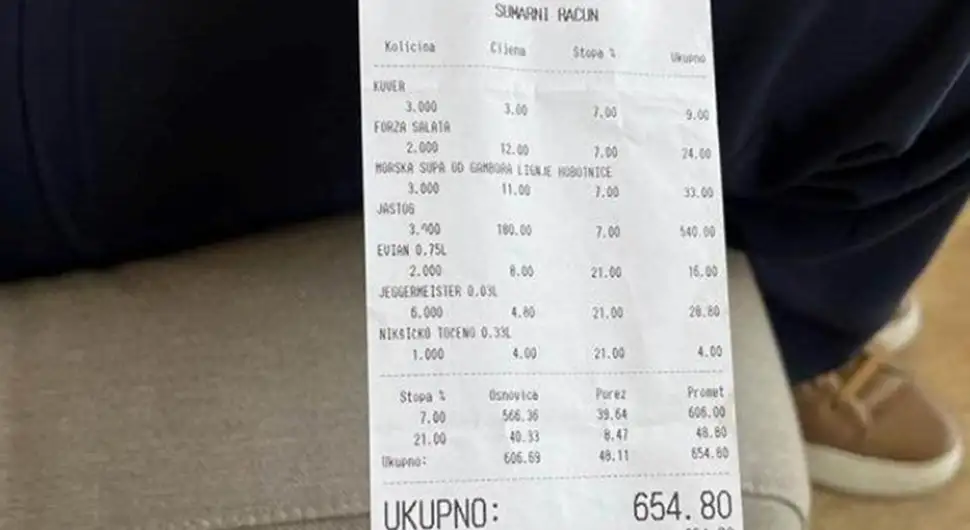 SUMARNI RACUN
Kolicina Cijena Stopa % Ukupno
KUVER
3.000 3.00 7.00 9.00
FORZA SALATA
2.000 12.00 7.00 24.00
MORSKA SUPA OD GAMBORA LIGNJE HOBOTNICE
3.000 11.00 7.00 33.00
JASTOG
3.000 180.00 7.00 540.00
EVIAN 0.75L
2.000 8.00 21.00 16.00
JEGGERMEISTER 0.03L
6.000 4.80 21.00 28.80
NIKSICKO TOCENO 0.33L
1.000 4.00 21.00 4.00
Stopa % Osnovica Porez Promet
7.00 566.36 39.64 606.00
21.00 40.33 8.47 48.80
Ukupno: 606.69 48.11 654.80
UKUPNO: 654.80